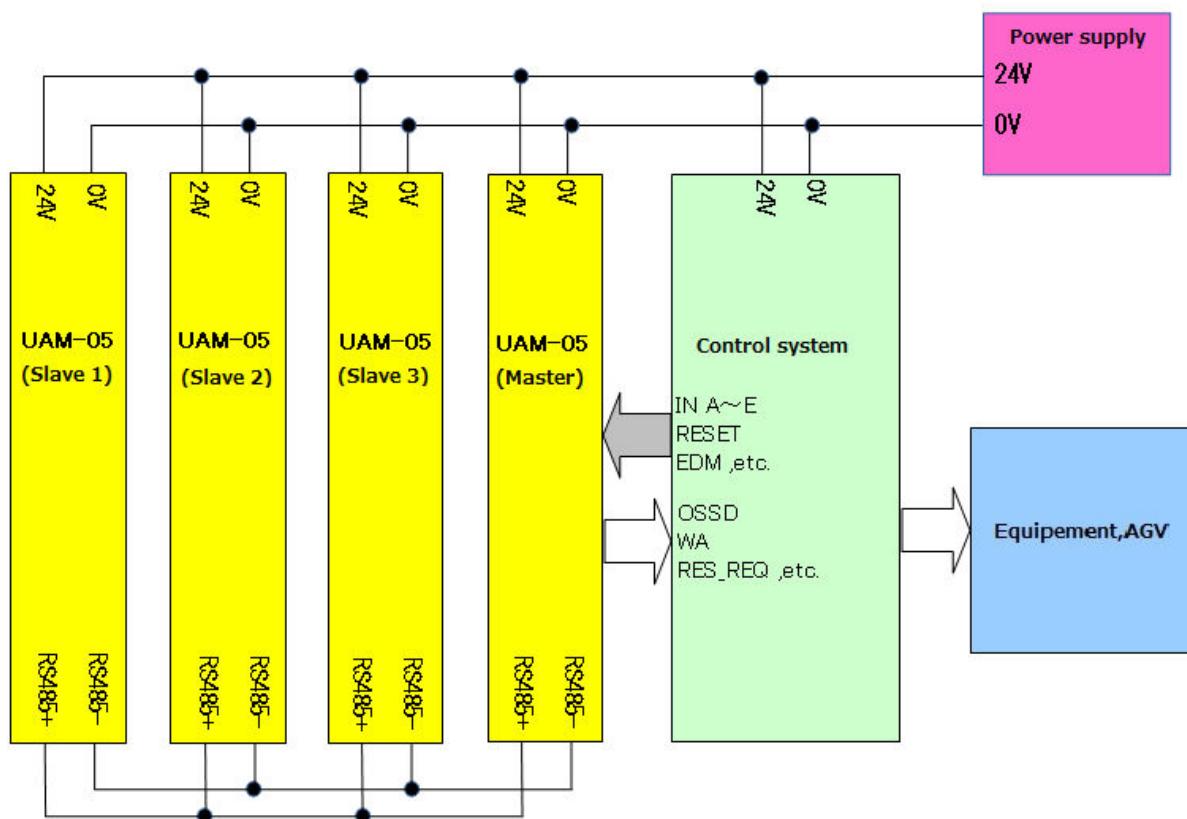 Power supply
24V
0V
24V
0V
24V
0V
24V
0V
24V
0V
24V
0V
UAM-05
(Slave 1)
UAM-05
(Slave 2)
UAM-05
(Slave 3)
UAM-05
(Master)
Control system
IN A～E
RESET
EDM ,etc.
OSSD
WA
RES_REQ ,etc.
Equipement,AGV
RS485+
RS485-
RS485+
RS485-
RS485+
RS485-
RS485+
RS485-